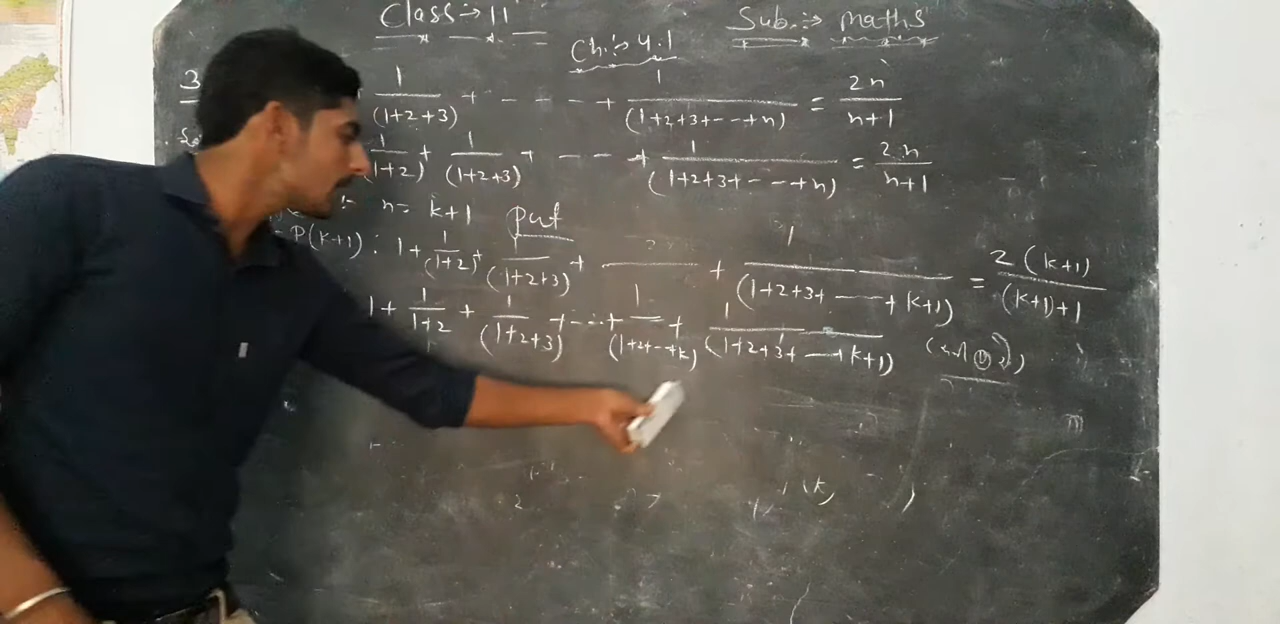 Class → 11
Sub. :→ maths
Ch. :→ 4.1
3
1/(1+2+3) + - - - - + 1/(1+2+3+--+n) = 2n/n+1
1/(1+2) + 1/(1+2+3) + - - - + 1/(1+2+3+--+n) = 2n/n+1
n = k+1 put
P(k+1) : 1 + 1/(1+2) + 1/(1+2+3) + --- + 1/(1+2+3+ --- + k+1) = 2(k+1)/(k+1)+1
1 + 1/1+2 + 1/(1+2+3) + ... + 1/(1+2+--+k) + 1/(1+2+3+ --- + k+1)